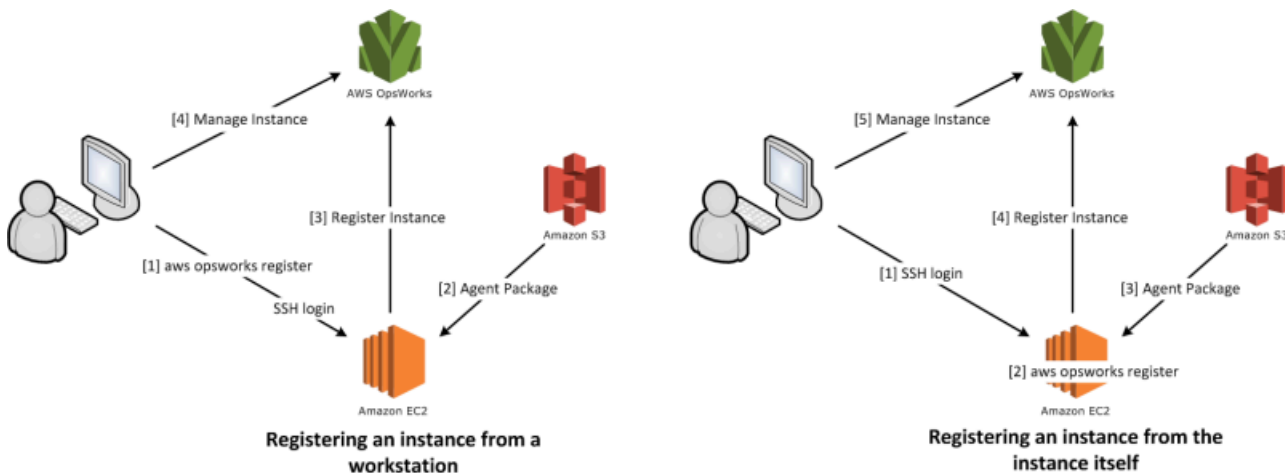 AWS OpsWorks
[4] Manage Instance
[3] Register Instance
Amazon S3
[1] aws opsworks register
SSH login
[2] Agent Package
Amazon EC2
Registering an instance from a
workstation
AWS OpsWorks
[5] Manage Instance
[4] Register Instance
Amazon S3
[1] SSH login
[3] Agent Package
[2] aws opsworks register
Amazon EC2
Registering an instance from the
instance itself